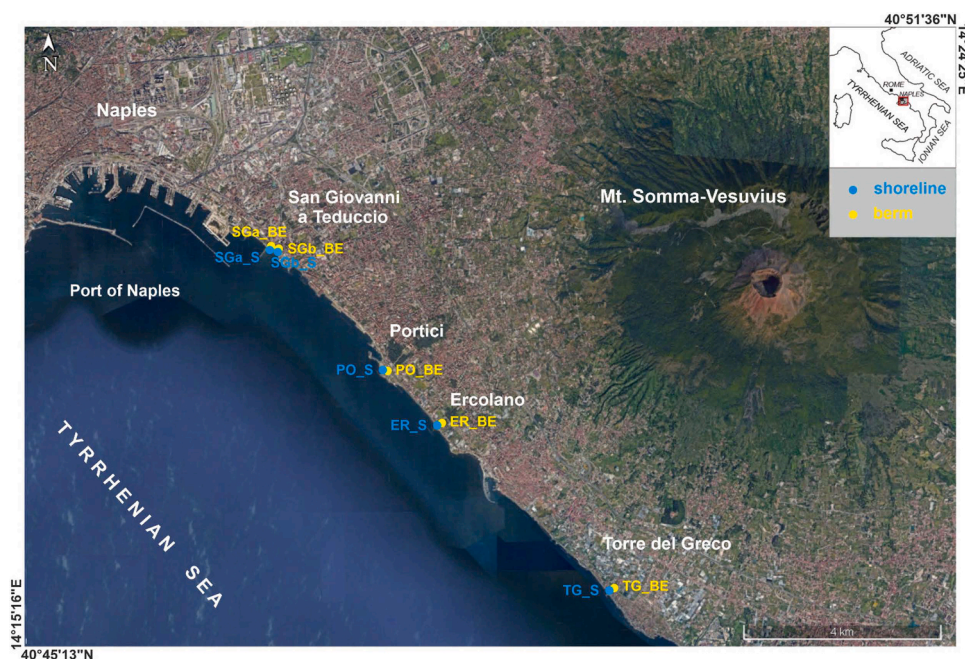 40°51'36"N
14°24'25"E
N
Naples
ROME
NAPLES
ADRIATIC SEA
TYRRHENIAN SEA
IONIAN SEA
shoreline
berm
San Giovanni
a Teduccio
Mt. Somma-Vesuvius
SGa_BE
SGb_BE
SGa_S
SGb_S
Port of Naples
Portici
PO_S
PO_BE
Ercolano
ER_S
ER_BE
TYRRHENIAN SEA
Torre del Greco
TG_S
TG_BE
4 km
14°15'16"E
40°45'13"N